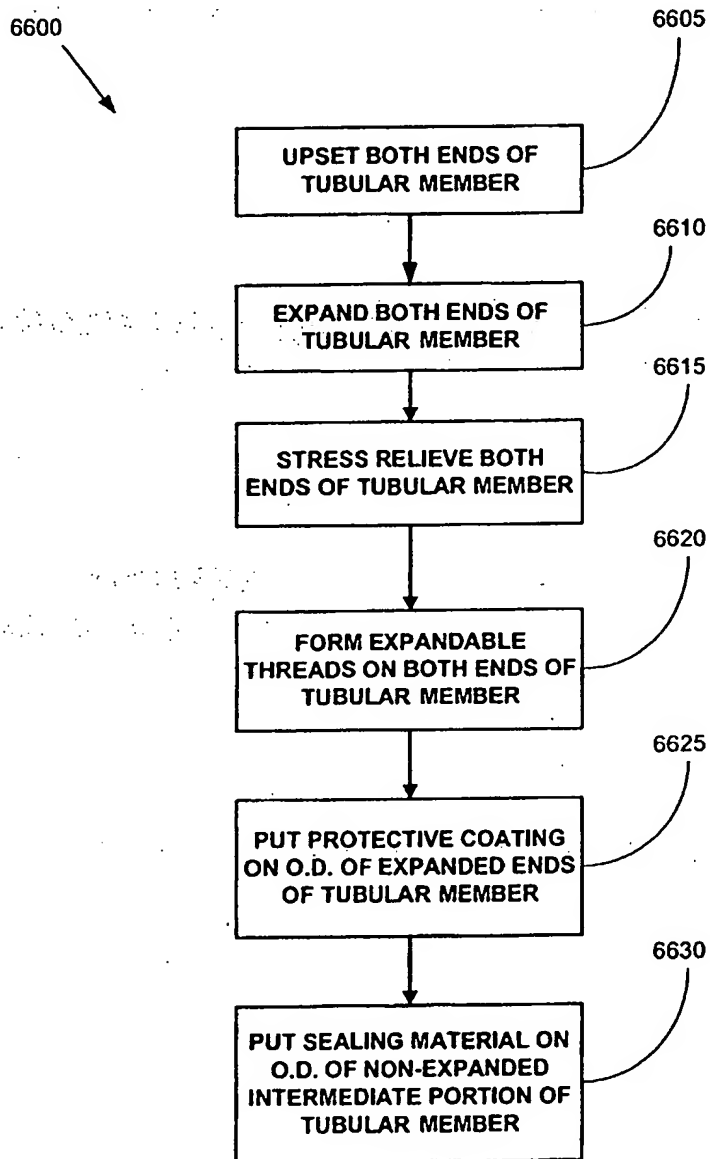 6600
6605
UPSET BOTH ENDS OF
TUBULAR MEMBER
6610
EXPAND BOTH ENDS OF
TUBULAR MEMBER
6615
STRESS RELIEVE BOTH
ENDS OF TUBULAR MEMBER
6620
FORM EXPANDABLE
THREADS ON BOTH ENDS OF
TUBULAR MEMBER
6625
PUT PROTECTIVE COATING
ON O.D. OF EXPANDED ENDS
OF TUBULAR MEMBER
6630
PUT SEALING MATERIAL ON
O.D. OF NON-EXPANDED
INTERMEDIATE PORTION OF
TUBULAR MEMBER